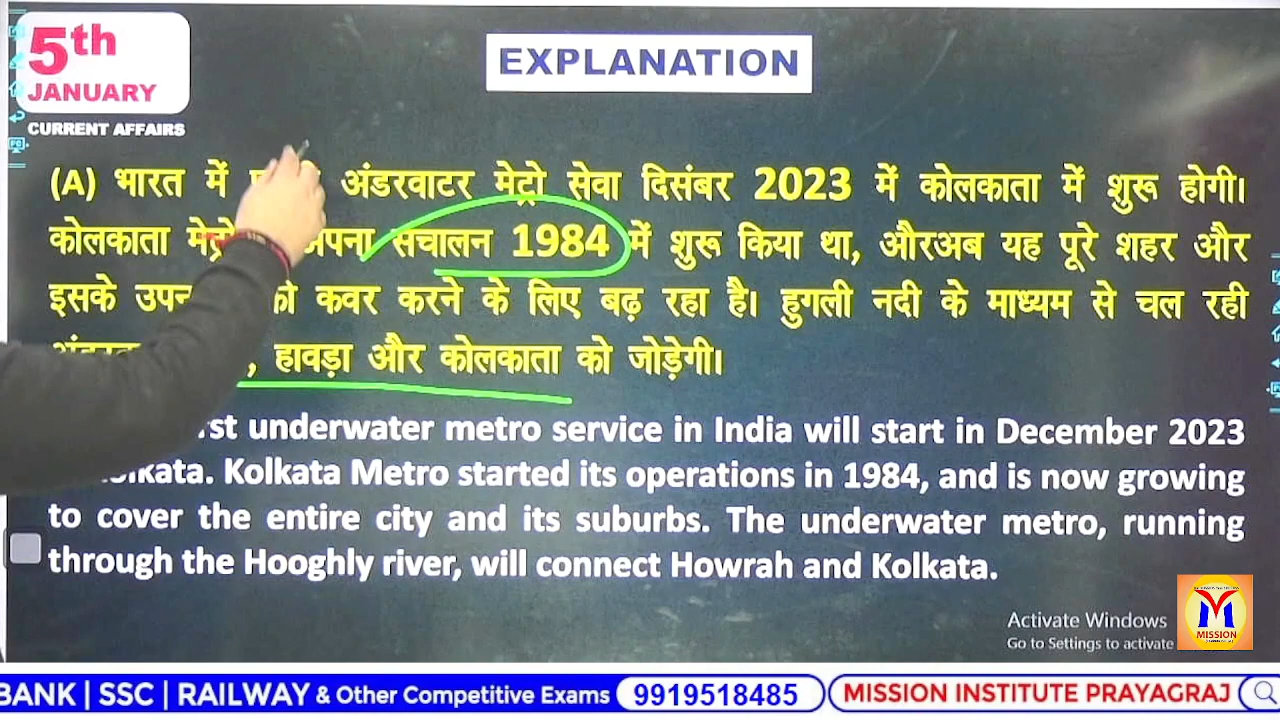 5th
JANUARY
CURRENT AFFAIRS
EXPLANATION
(A) भारत में अंडरवाटर मेट्रो सेवा दिसंबर 2023 में कोलकाता में शुरू होगी।
कोलकाता मेट्रो अपना संचालन 1984 में शुरू किया था, औरअब यह पूरे शहर और
इसके को कवर करने के लिए बढ़ रहा है। हुगली नदी के माध्यम से चल रही
, हावड़ा और कोलकाता को जोड़ेगी।
underwater metro service in India will start in December 2023
Kolkata Metro started its operations in 1984, and is now growing
to cover the entire city and its suburbs. The underwater metro, running
through the Hooghly river, will connect Howrah and Kolkata.
Activate Windows
Go to Settings to activate
MISSION
BANK | SSC | RAILWAY & Other Competitive Exams 9919518485 MISSION INSTITUTE PRAYAGRAJ